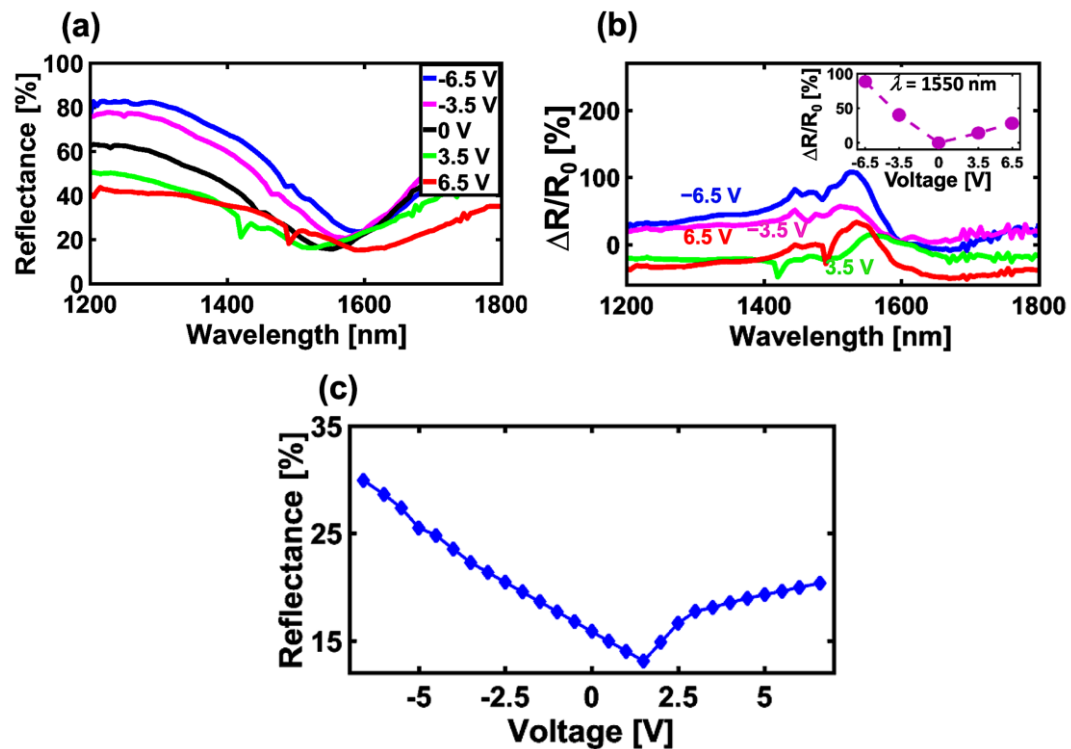 (a)
Reflectance [%]
100
80
60
40
20
0
-6.5 V
-3.5 V
0 V
3.5 V
6.5 V
1200 1400 1600 1800
Wavelength [nm]
(b)
ΔR/R0 [%]
200
100
0
−6.5 V
6.5 V
−3.5 V
3.5 V
1200 1400 1600 1800
Wavelength [nm]
ΔR/R0 [%]
100
50
0
λ = 1550 nm
-6.5 -3.5 0 3.5 6.5
Voltage [V]
(c)
Reflectance [%]
35
25
15
-5 -2.5 0 2.5 5
Voltage [V]